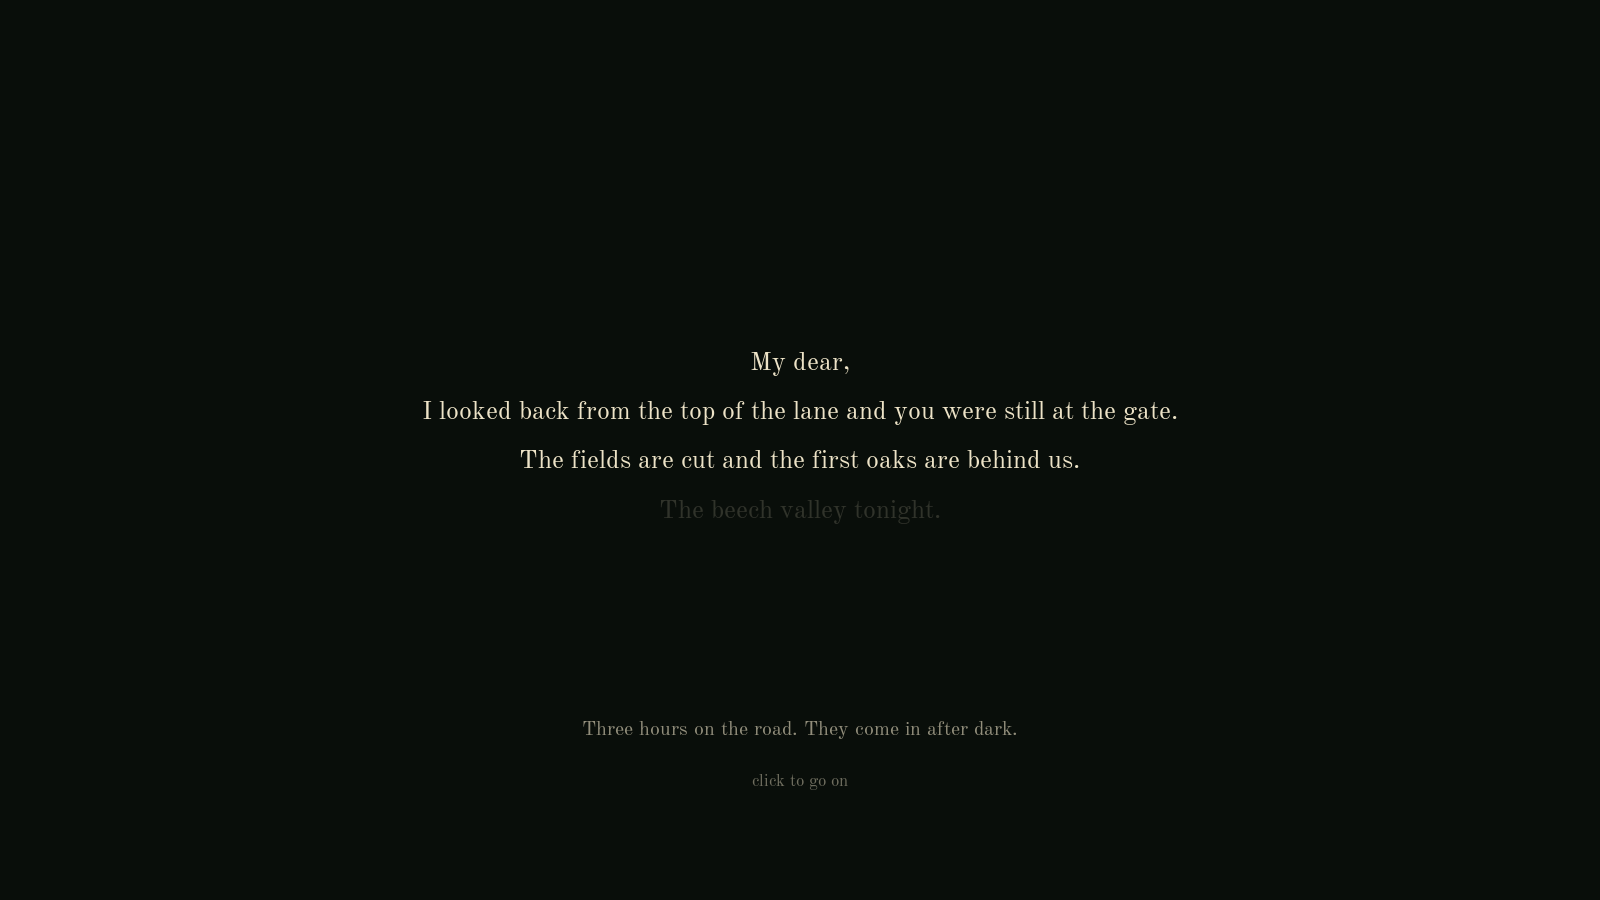 My dear,
I looked back from the top of the lane and you were still at the gate.
The fields are cut and the first oaks are behind us.
The beech valley tonight.
Three hours on the road. They come in after dark.
click to go on